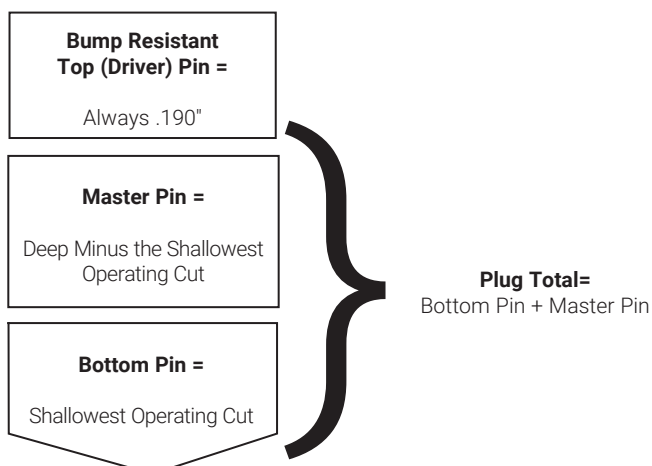 Bump Resistant
Top (Driver) Pin =
Always .190"
Master Pin =
Deep Minus the Shallowest
Operating Cut
Bottom Pin =
Shallowest Operating Cut
Plug Total=
Bottom Pin + Master Pin